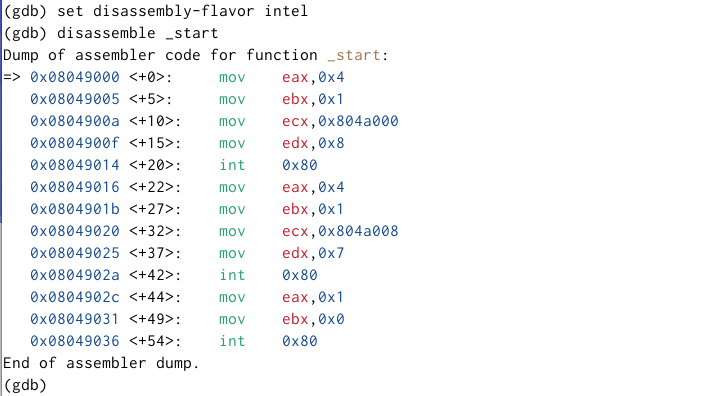 (gdb) set disassembly-flavor intel
(gdb) disassemble _start
Dump of assembler code for function _start:
=> 0x08049000 <+0>:     mov    eax,0x4
   0x08049005 <+5>:     mov    ebx,0x1
   0x0804900a <+10>:    mov    ecx,0x804a000
   0x0804900f <+15>:    mov    edx,0x8
   0x08049014 <+20>:    int    0x80
   0x08049016 <+22>:    mov    eax,0x4
   0x0804901b <+27>:    mov    ebx,0x1
   0x08049020 <+32>:    mov    ecx,0x804a008
   0x08049025 <+37>:    mov    edx,0x7
   0x0804902a <+42>:    int    0x80
   0x0804902c <+44>:    mov    eax,0x1
   0x08049031 <+49>:    mov    ebx,0x0
   0x08049036 <+54>:    int    0x80
End of assembler dump.
(gdb)